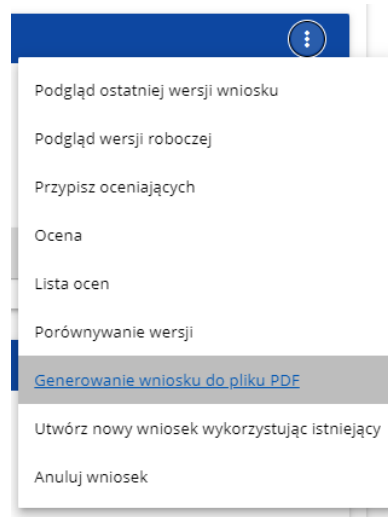 Podgląd ostatniej wersji wniosku
Podgląd wersji roboczej
Przypisz oceniających
Ocena
Lista ocen
Porównywanie wersji
Generowanie wniosku do pliku PDF
Utwórz nowy wniosek wykorzystując istniejący
Anuluj wniosek